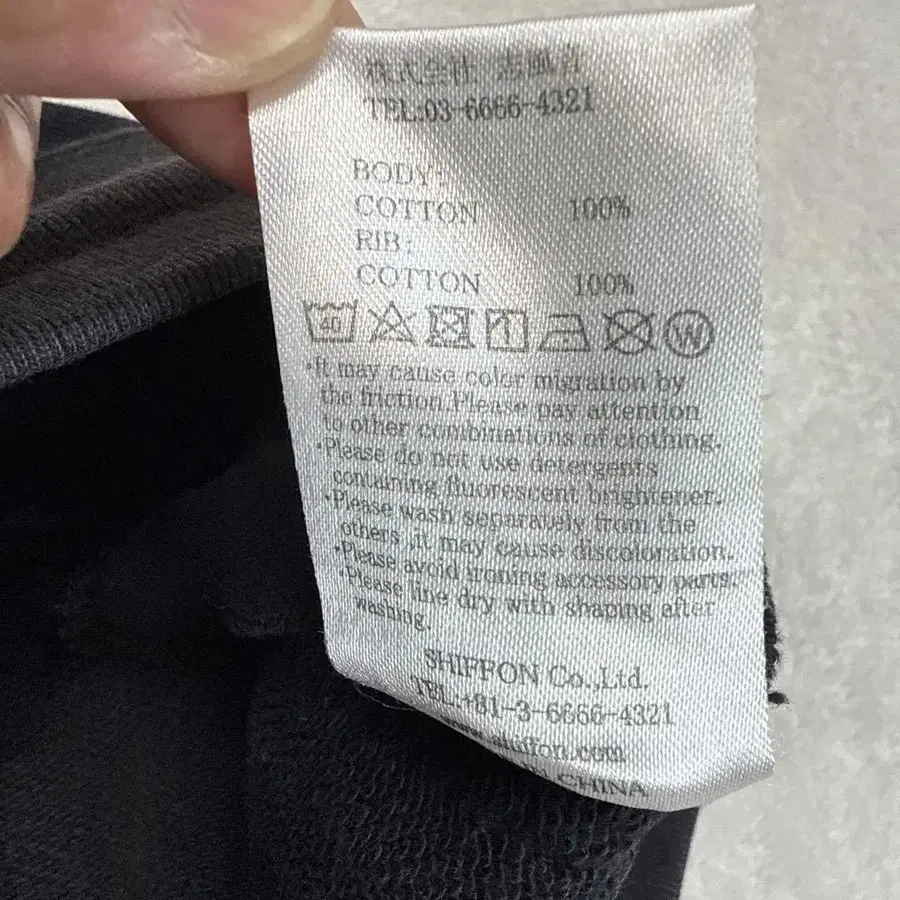 株式会社 志風音
TEL:03-6666-4321
BODY:
COTTON 100%
RIB:
COTTON 100%
40 W
・It may cause color migration by
the friction.Please pay attention
to other combinations of clothing.
・Please do not use detergents
containing fluorescent brightener.
・Please wash separately from the
others ,it may cause discoloration.
・Please avoid ironing accessory parts.
・Please line dry with shaping after
washing.
SHIFFON Co.,Ltd.
TEL:+81-3-6666-4321
www.shiffon.com
IN CHINA